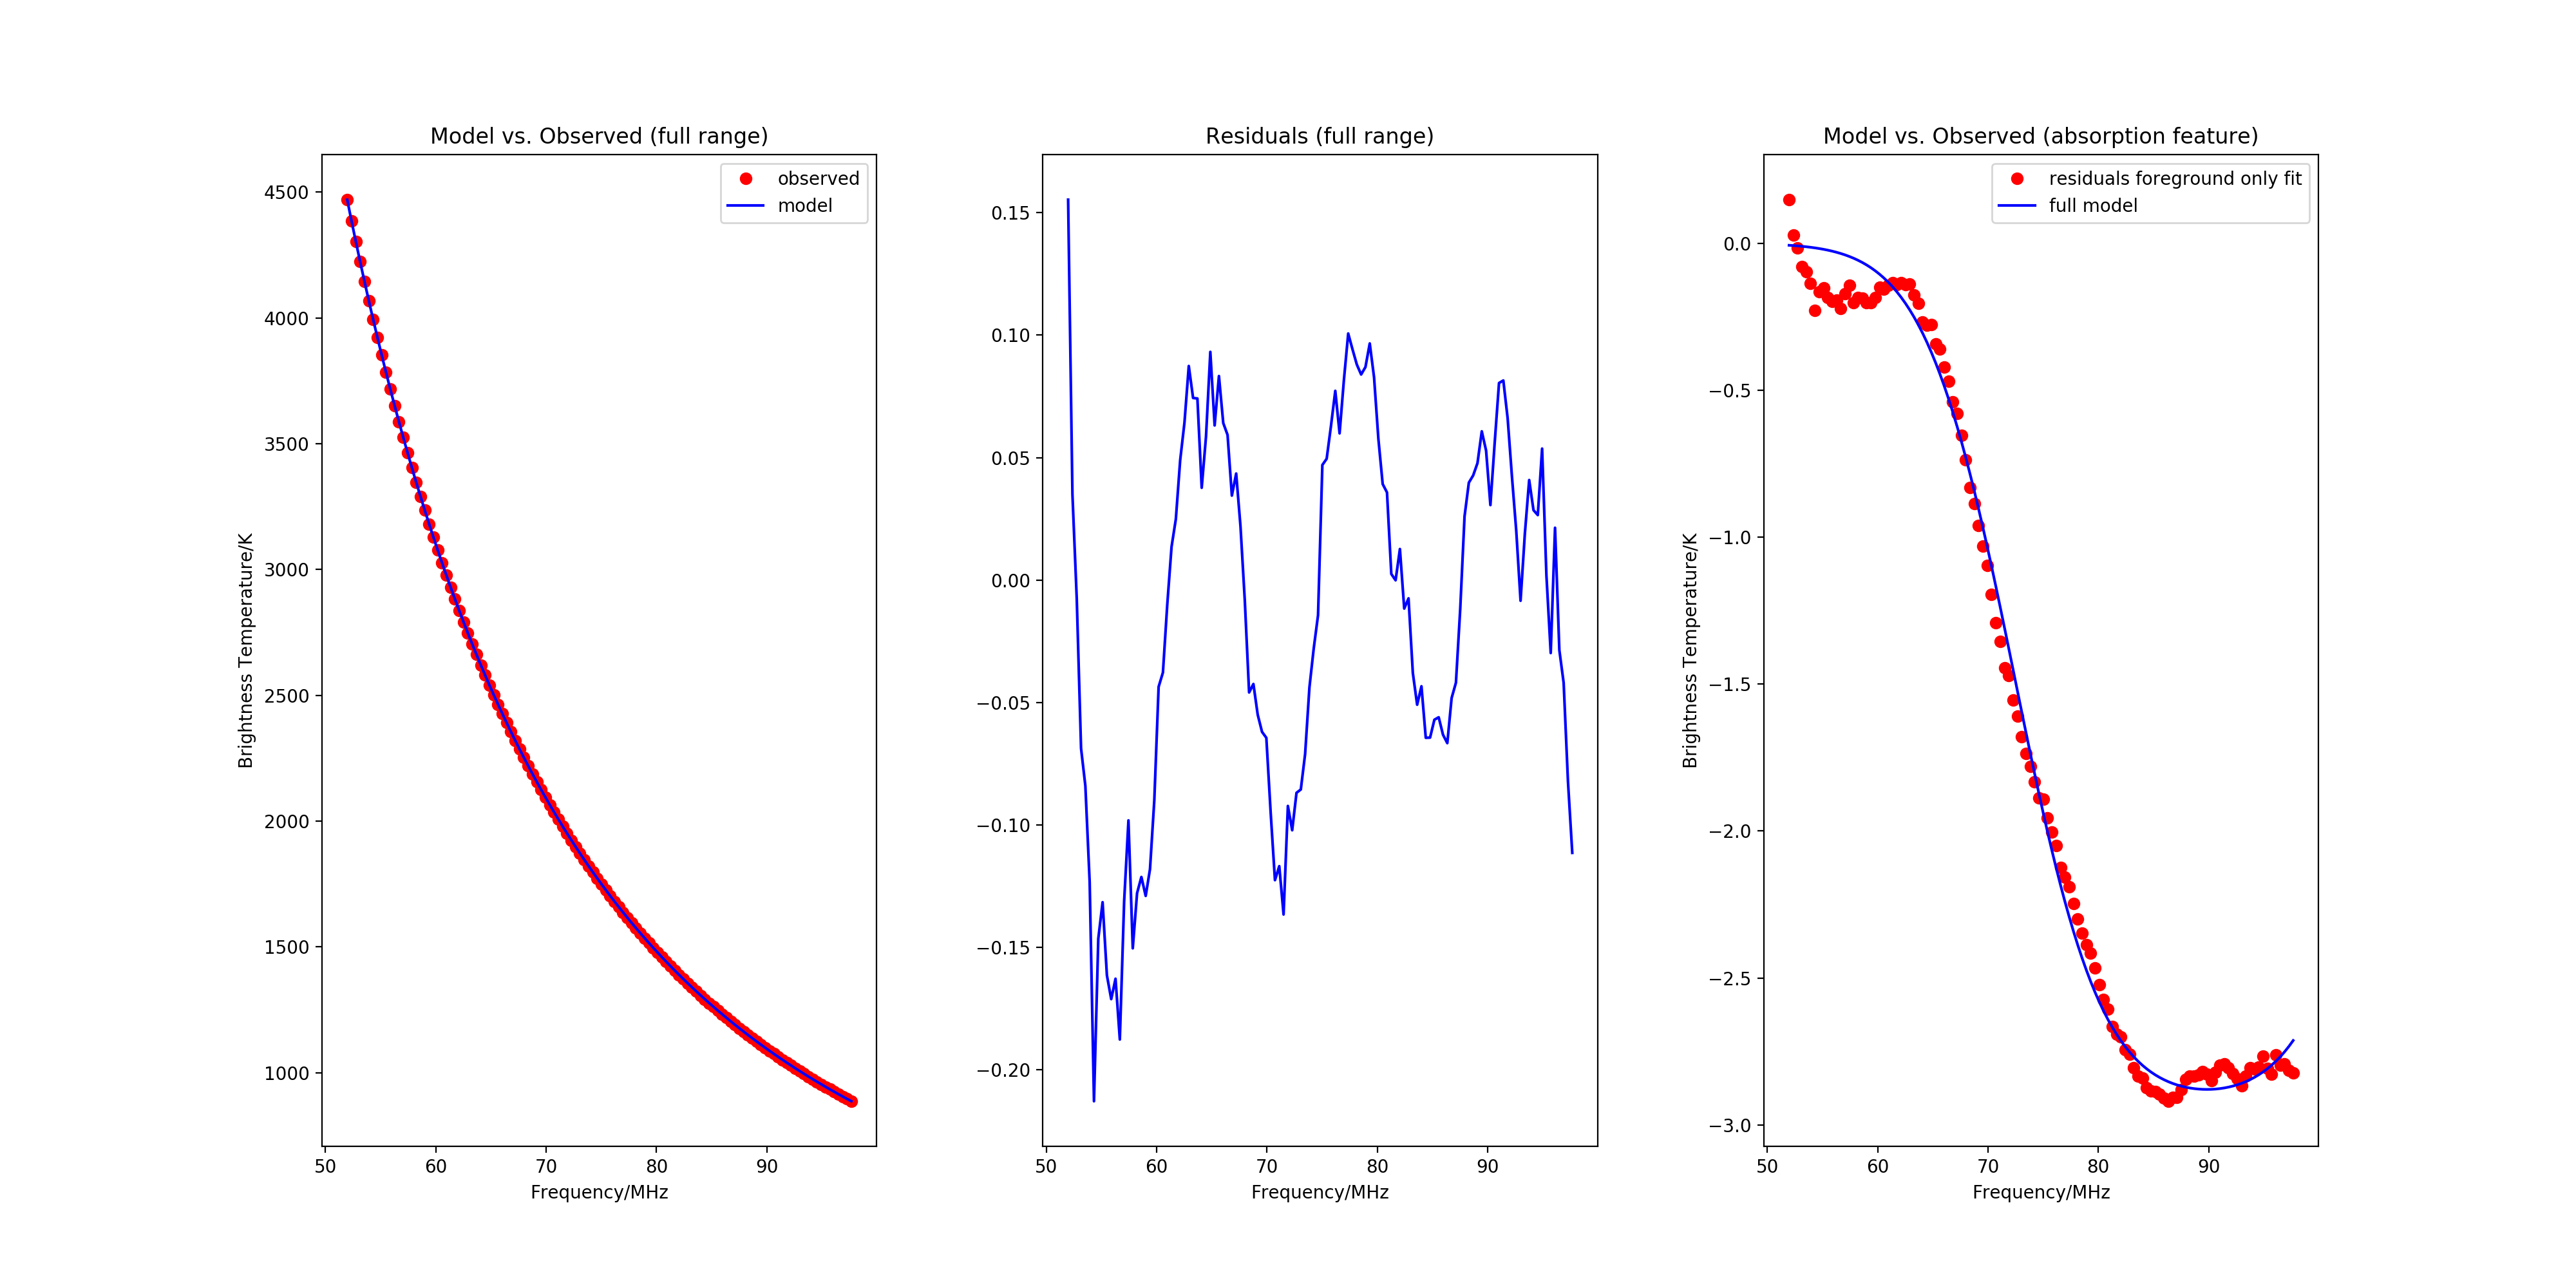 Model vs. Observed (full range)
observed
model
4500
4000
3500
3000
2500
2000
1500
1000
Brightness Temperature/K
50 60 70 80 90
Frequency/MHz
Residuals (full range)
0.15
0.10
0.05
0.00
−0.05
−0.10
−0.15
−0.20
50 60 70 80 90
Frequency/MHz
Model vs. Observed (absorption feature)
residuals foreground only fit
full model
0.0
−0.5
−1.0
−1.5
−2.0
−2.5
−3.0
Brightness Temperature/K
50 60 70 80 90
Frequency/MHz